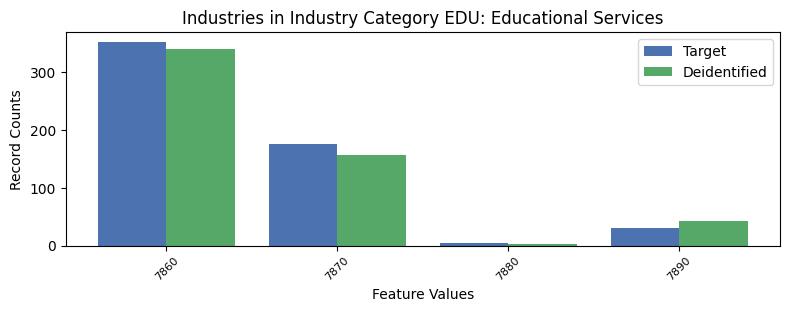 Industries in Industry Category EDU: Educational Services
Target
Deidentified
Record Counts
300
200
100
0
7860
7870
7880
7890
Feature Values